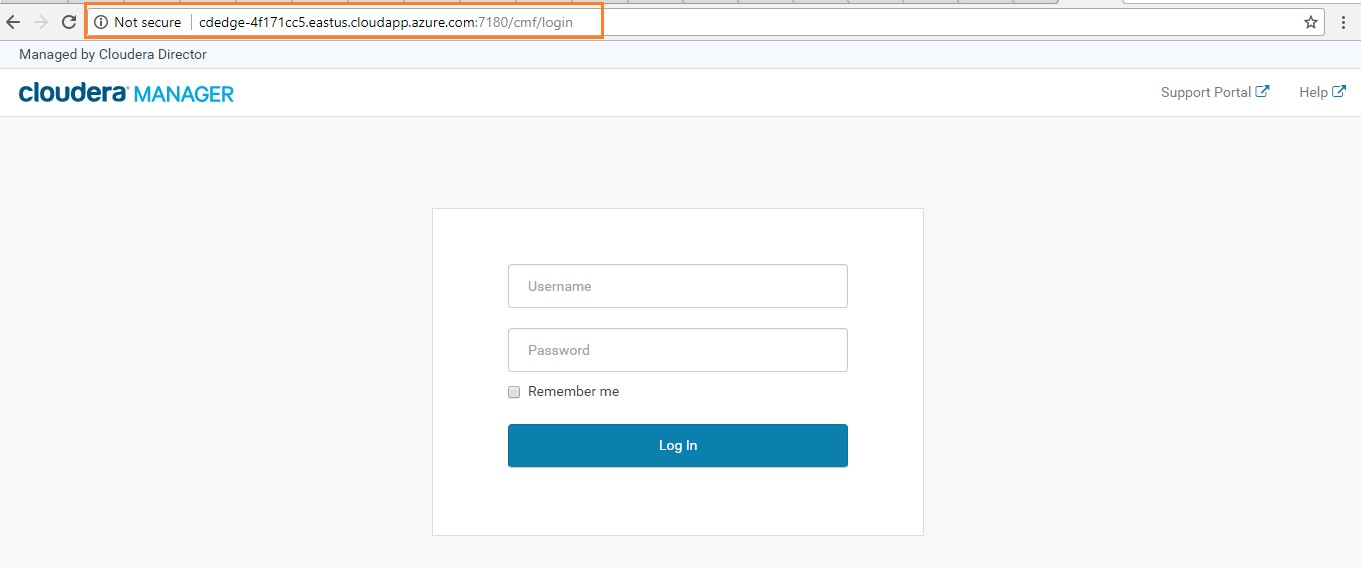 Not secure cdedge-4f171cc5.eastus.cloudapp.azure.com:7180/cmf/login
Managed by Cloudera Director
cloudera MANAGER Support Portal Help
Username
Password
Remember me
Log In